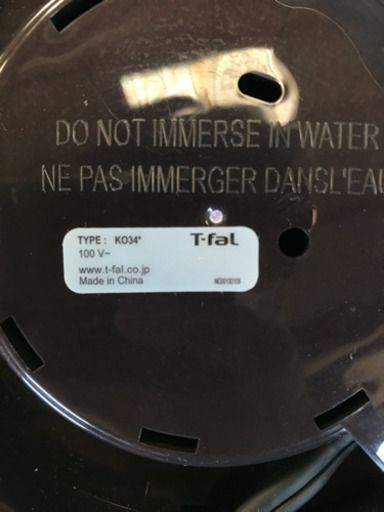 DO NOT IMMERSE IN WATER
NE PAS IMMERGER DANSL'EAU
TYPE : KO34* T-faL
100 V~
www.t-fal.co.jp
Made in China